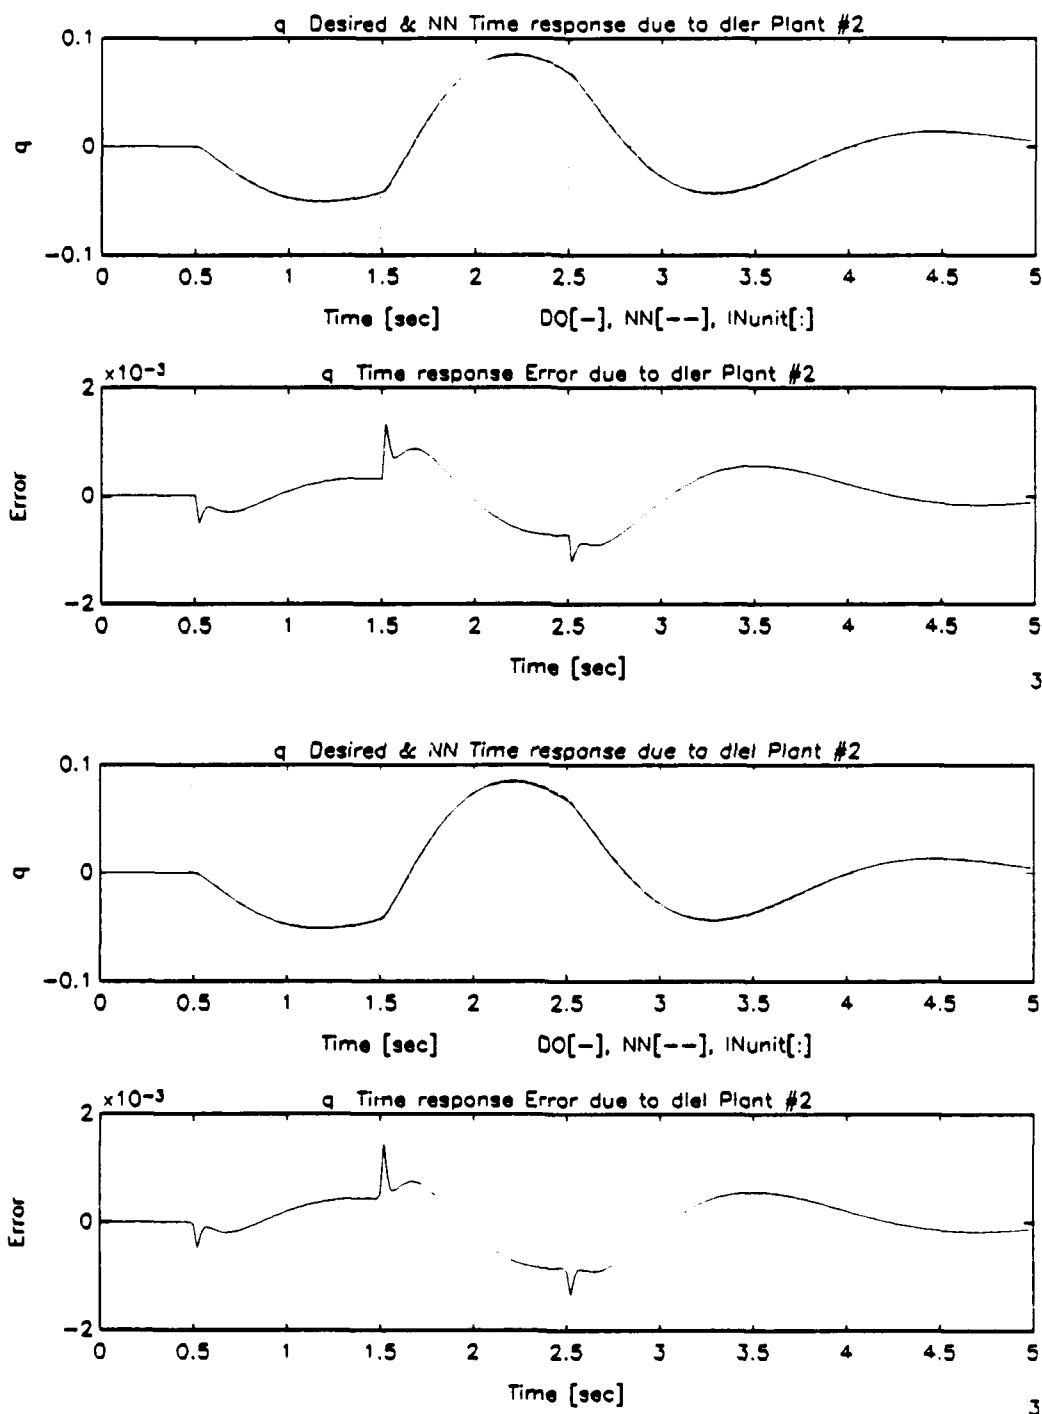 q Desired & NN Time response due to dler Plant #2
0.1
0
-0.1
q
0 0.5 1 1.5 2 2.5 3 3.5 4 4.5 5
Time [sec] DO[-], NN[--], INunit[:]
×10-3 q Time response Error due to dler Plant #2
2
0
-2
Error
0 0.5 1 1.5 2 2.5 3 3.5 4 4.5 5
Time [sec]
3
q Desired & NN Time response due to dlel Plant #2
0.1
0
-0.1
q
0 0.5 1 1.5 2 2.5 3 3.5 4 4.5 5
Time [sec] DO[-], NN[--], INunit[:]
×10-3 q Time response Error due to dlel Plant #2
2
0
-2
Error
0 0.5 1 1.5 2 2.5 3 3.5 4 4.5 5
Time [sec]
3